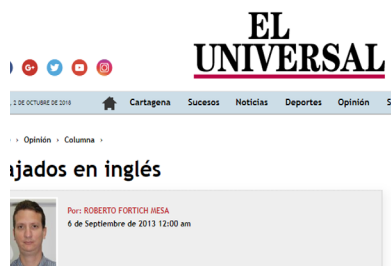 EL
UNIVERSAL
2 DE OCTUBRE DE 2018
Cartagena Sucesos Noticias Deportes Opinión S
› Opinión › Columna ›
ajados en inglés
Por: ROBERTO FORTICH MESA
6 de Septiembre de 2013 12:00 am